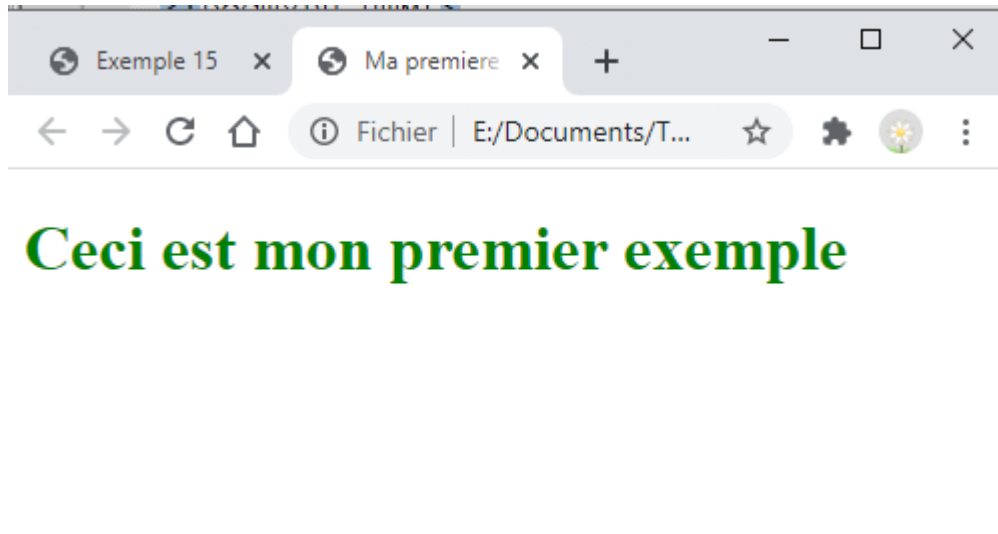 Exemple 15
Ma premiere
Fichier | E:/Documents/T...
Ceci est mon premier exemple